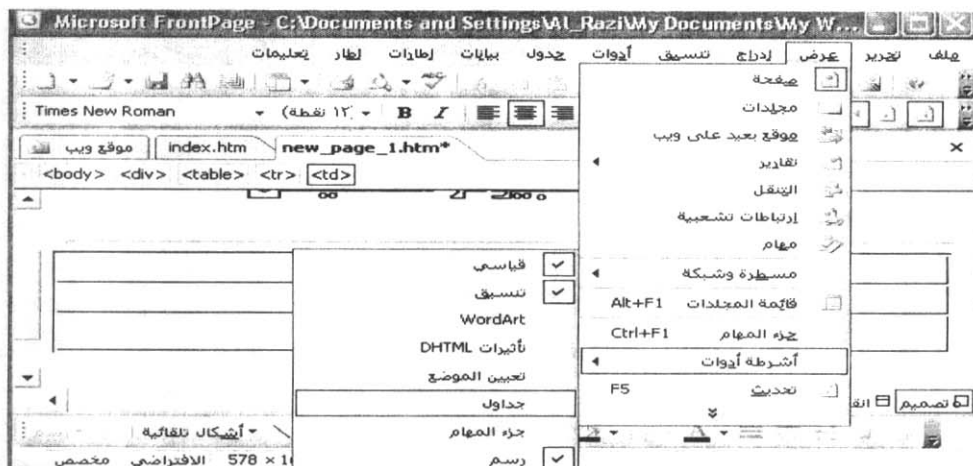 Microsoft FrontPage - C:\Documents and Settings\Al_Razi\My Documents\My W...
ملف تحرير عرض إدراج تنسيق أدوات جدول بيانات إطارات إطار تعليمات
Times New Roman (١٢ نقطة) B I
موقع ويب index.htm new_page_1.htm*
<body> <div> <table> <tr> <td>
صفحة
مجلدات
موقع بعيد على ويب
تقارير
التنقل
إرتباطات تشعبية
مهام
مسطرة وشبكة
قائمة المجلدات Alt+F1
جزء المهام Ctrl+F1
أشرطة أدوات
تحديث F5
قياسي
تنسيق
WordArt
تأثيرات DHTML
تعيين الموضع
جداول
جزء المهام
رسم
تصميم
أشكال تلقائية
الافتراضي مخصص